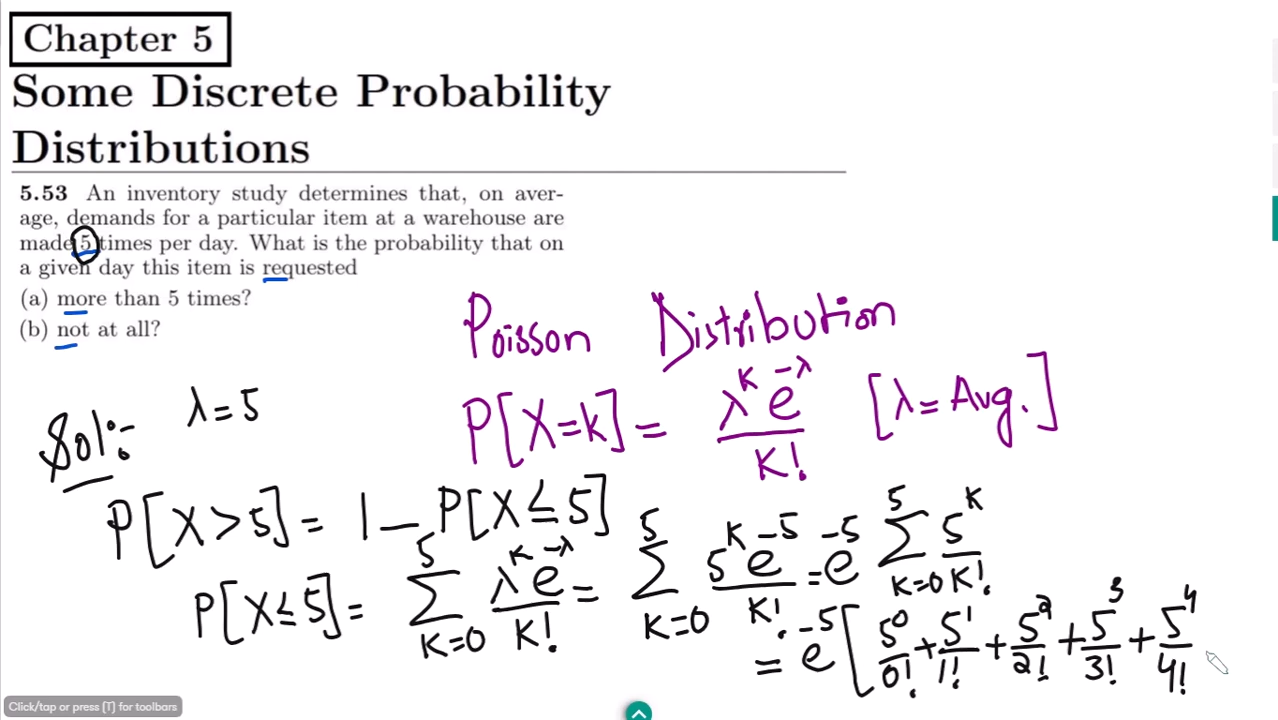 Chapter 5
Some Discrete Probability
Distributions
5.53 An inventory study determines that, on aver-
age, demands for a particular item at a warehouse are
made 5 times per day. What is the probability that on
a given day this item is requested
(a) more than 5 times?
(b) not at all?
Poisson Distribution
P[X=k] = λ^k e^-λ / k! [λ = Avg.]
Sol:- λ = 5
P[X > 5] = 1 - P[X ≤ 5]
P[X ≤ 5] = 5 Σ k=0 λ^k e^-λ / k! = 5 Σ k=0 5^k e^-5 / k! = e^-5 5 Σ k=0 5^k / k!
= e^-5 [ 5^0/0! + 5^1/1! + 5^2/2! + 5^3/3! + 5^4/4!
Click/tap or press [T] for toolbars